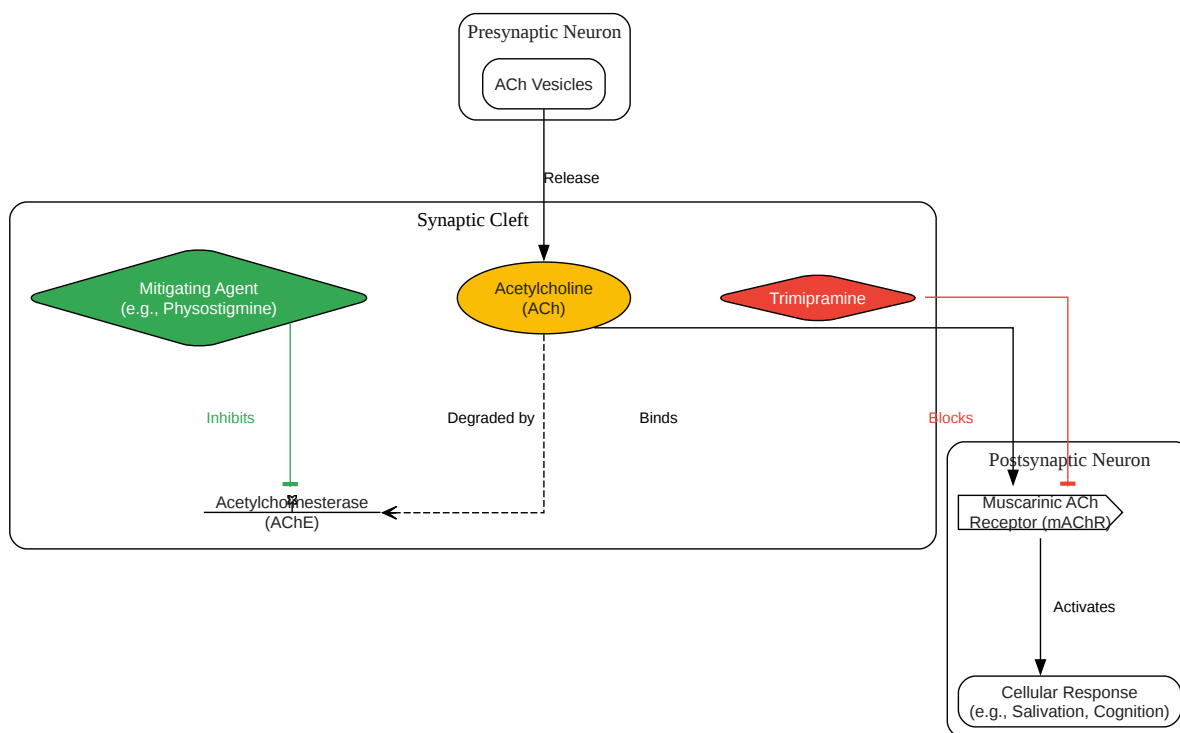 Presynaptic Neuron
ACh Vesicles
Release
Synaptic Cleft
Mitigating Agent
(e.g., Physostigmine)
Acetylcholine
(ACh)
Trimipramine
Inhibits
Degraded by
Binds
Blocks
Postsynaptic Neuron
Acetylcholinesterase
(AChE)
Muscarinic ACh
Receptor (mAChR)
Activates
Cellular Response
(e.g., Salivation, Cognition)